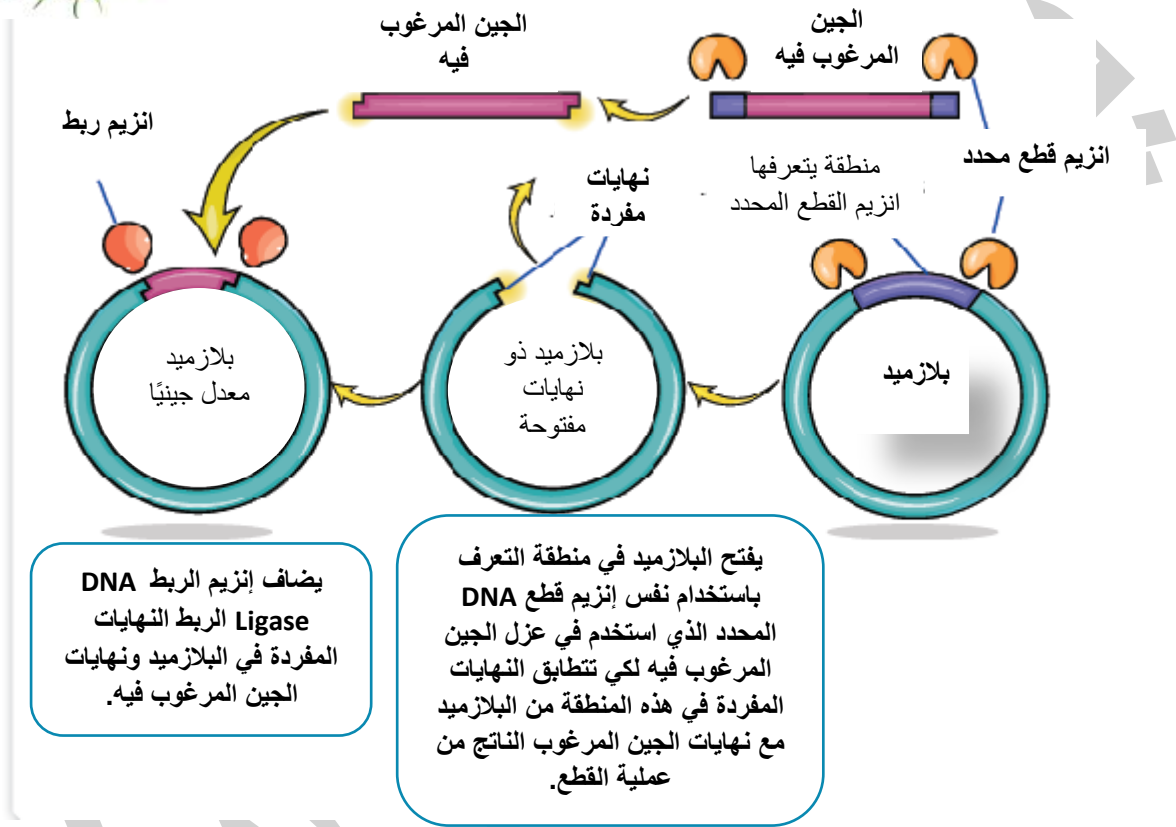 الجين
المرغوب فيه
الجين المرغوب
فيه
انزيم ربط
انزيم قطع محدد
منطقة يتعرفها
انزيم القطع المحدد
نهايات
مفردة
بلازميد
بلازميد ذو
نهايات
مفتوحة
بلازميد
معدل جينيًا
يفتح البلازميد في منطقة التعرف
باستخدام نفس إنزيم قطع DNA
المحدد الذي استخدم في عزل الجين
المرغوب فيه لكي تتطابق النهايات
المفردة في هذه المنطقة من البلازميد
مع نهايات الجين المرغوب الناتج من
عملية القطع.
يضاف إنزيم الربط DNA
Ligase الربط النهايات
المفردة في البلازميد ونهايات
الجين المرغوب فيه.